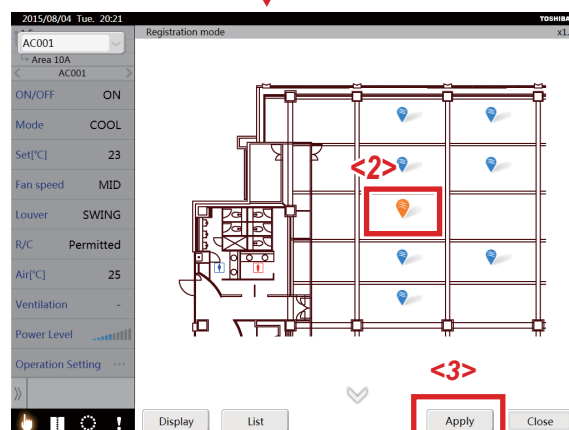 2015/08/04 Tue. 20:21
TOSHIBA
Registration mode
x1.
AC001
Area 10A
AC001
ON/OFF ON
Mode COOL
Set[°C] 23
Fan speed MID
Louver SWING
R/C Permitted
Air[°C] 25
Ventilation -
Power Level
Operation Setting ---
<2>
<3>
Display
List
Apply
Close